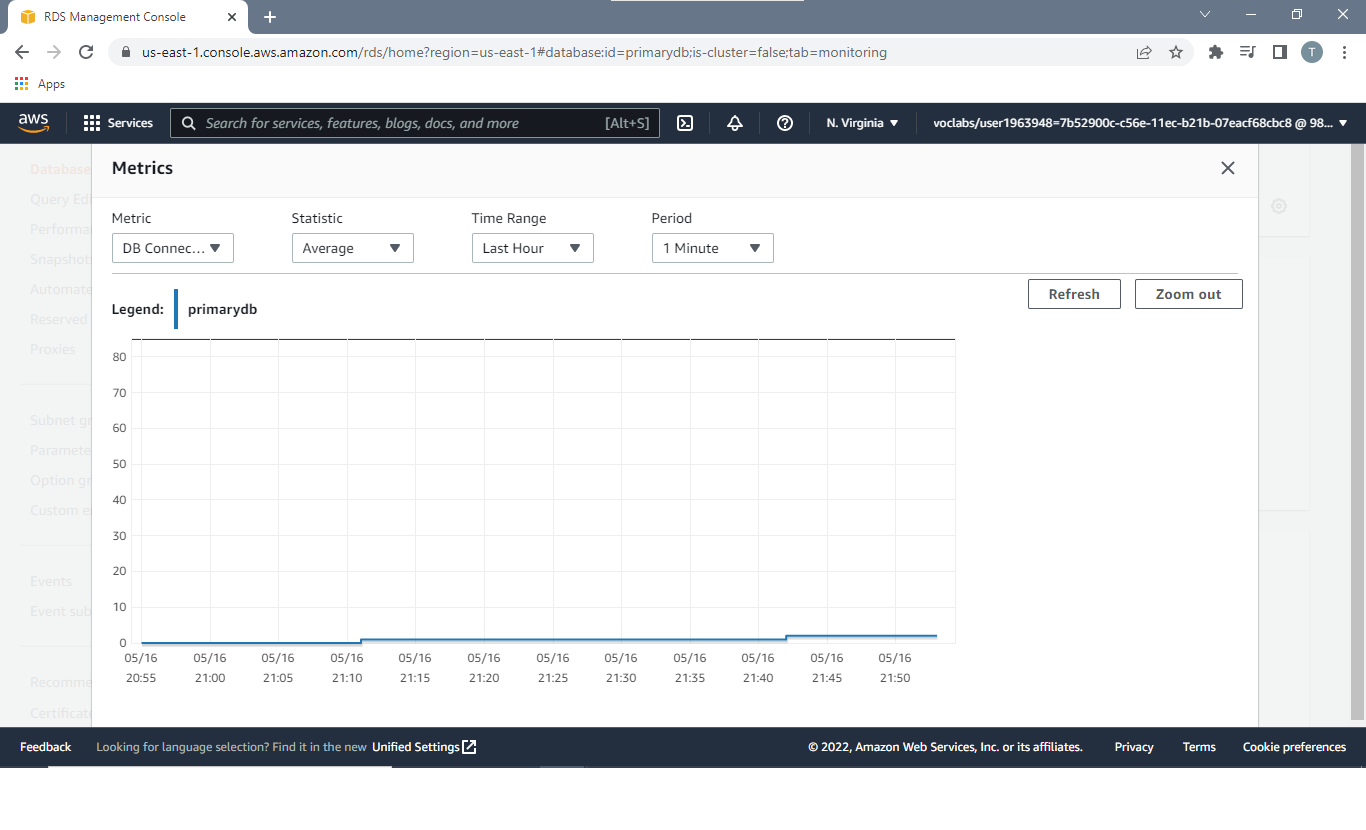 RDS Management Console
us-east-1.console.aws.amazon.com/rds/home?region=us-east-1#database:id=primarydb;is-cluster=false;tab=monitoring
T
Apps
aws
Services
Search for services, features, blogs, docs, and more
[Alt+S]
N. Virginia
voclabs/user1963948=7b52900c-c56e-11ec-b21b-07eacf68cbc8 @ 98...
Database
Query Edi
Performa
Snapshots
Automate
Reserved
Proxies
Subnet gr
Paramete
Option gr
Custom e
Events
Event sub
Recomme
Certificat
Metrics
Metric
Statistic
Time Range
Period
DB Connec...
Average
Last Hour
1 Minute
Refresh
Zoom out
Legend:
primarydb
80
70
60
50
40
30
20
10
0
05/16 05/16 05/16 05/16 05/16 05/16 05/16 05/16 05/16 05/16 05/16 05/16
20:55 21:00 21:05 21:10 21:15 21:20 21:25 21:30 21:35 21:40 21:45 21:50
Feedback
Looking for language selection? Find it in the new Unified Settings
© 2022, Amazon Web Services, Inc. or its affiliates.
Privacy
Terms
Cookie preferences